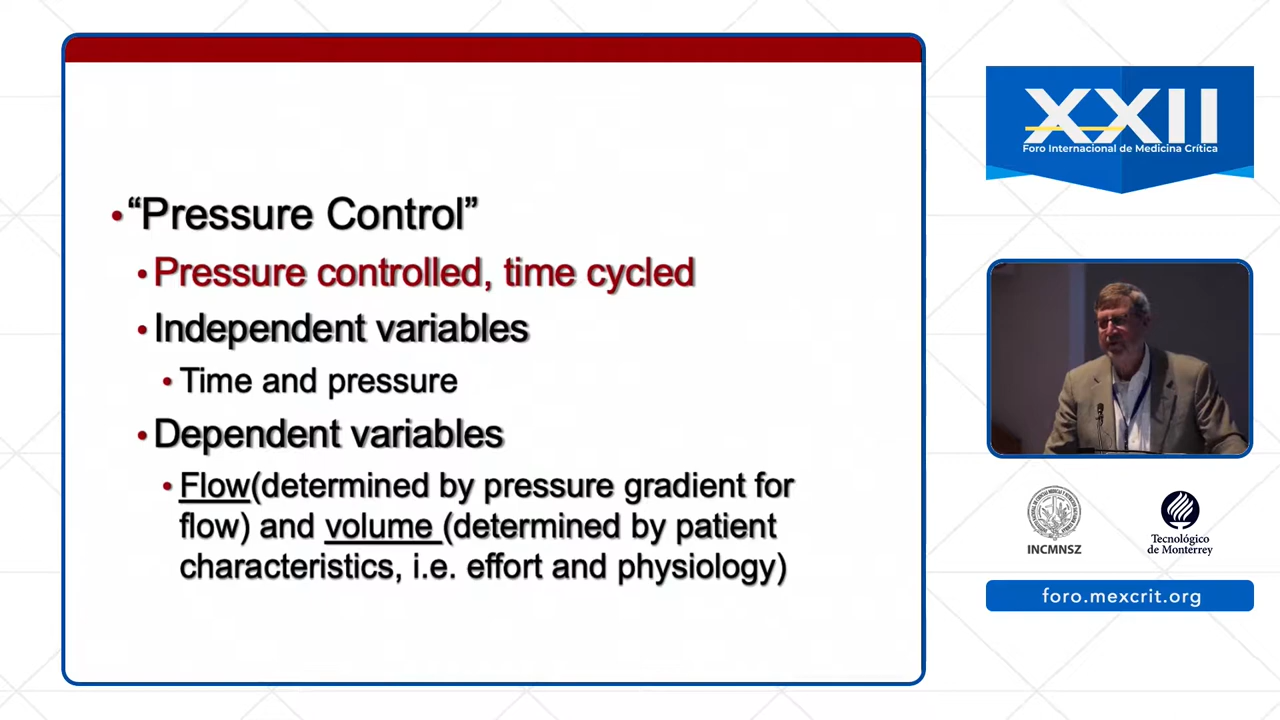 • “Pressure Control”
• Pressure controlled, time cycled
• Independent variables
• Time and pressure
• Dependent variables
• Flow(determined by pressure gradient for
flow) and volume (determined by patient
characteristics, i.e. effort and physiology)
XXII
Foro Internacional de Medicina Crítica
INCMNSZ
Tecnológico
de Monterrey
foro.mexcrit.org